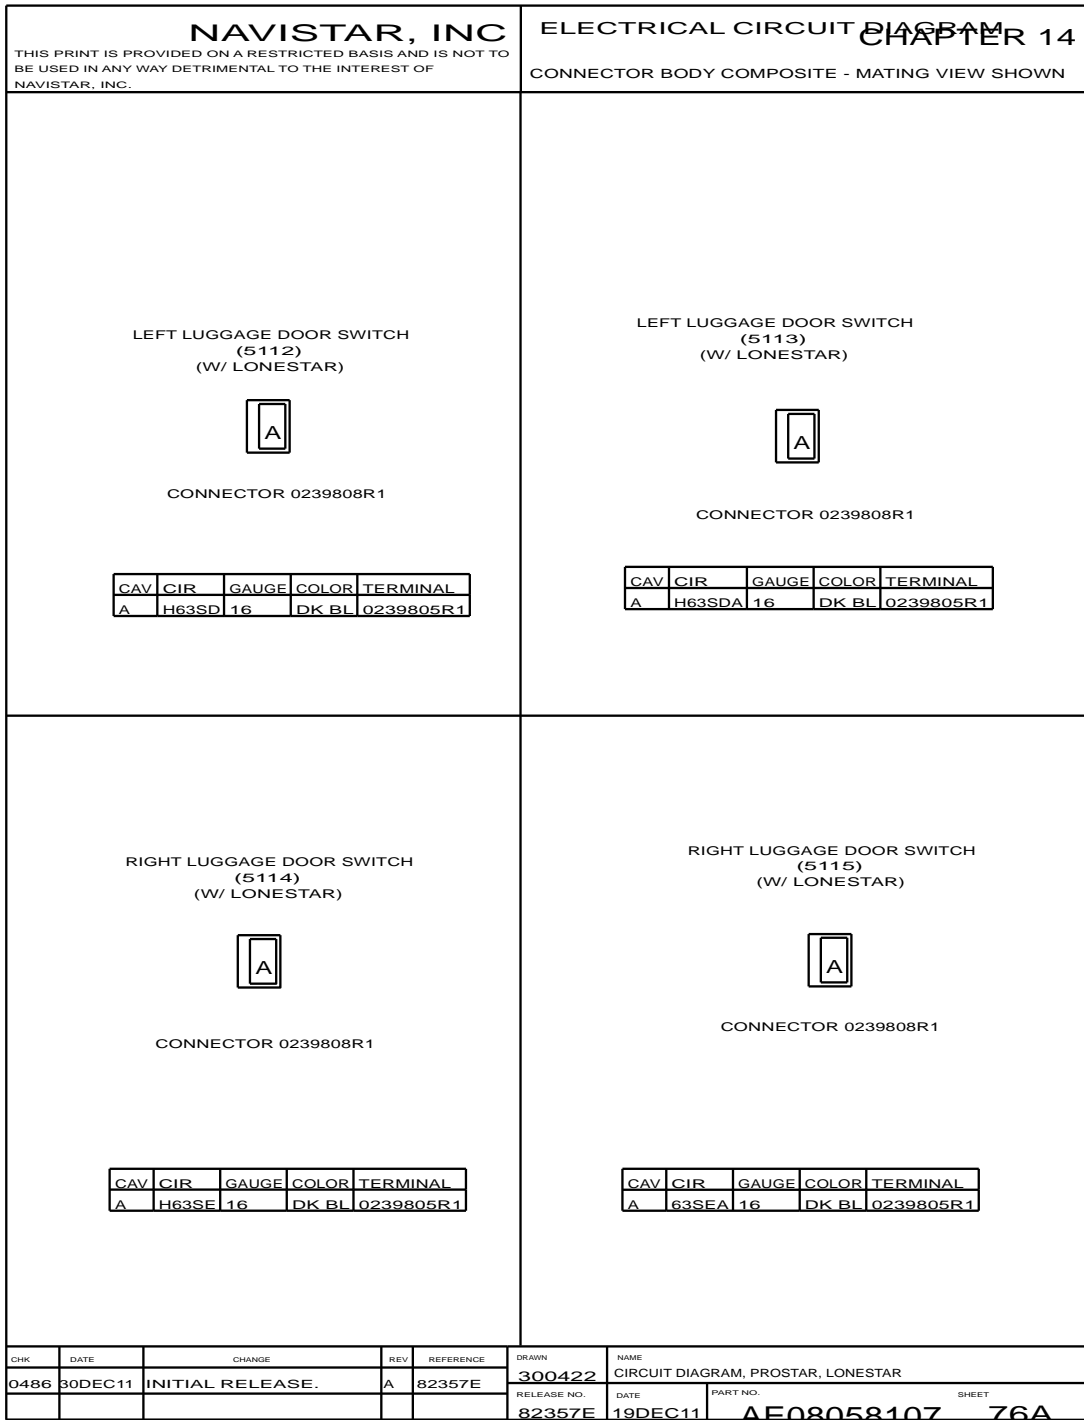 NAVISTAR, INC
THIS PRINT IS PROVIDED ON A RESTRICTED BASIS AND IS NOT TO
BE USED IN ANY WAY DETRIMENTAL TO THE INTEREST OF
NAVISTAR, INC.
ELECTRICAL CIRCUIT DIAGRAM
CHAPTER 14
CONNECTOR BODY COMPOSITE - MATING VIEW SHOWN
LEFT LUGGAGE DOOR SWITCH
(5112)
(W/ LONESTAR)
A
CONNECTOR 0239808R1
CAV CIR GAUGE COLOR TERMINAL
A H63SD 16 DK BL 0239805R1
LEFT LUGGAGE DOOR SWITCH
(5113)
(W/ LONESTAR)
A
CONNECTOR 0239808R1
CAV CIR GAUGE COLOR TERMINAL
A H63SDA 16 DK BL 0239805R1
RIGHT LUGGAGE DOOR SWITCH
(5114)
(W/ LONESTAR)
A
CONNECTOR 0239808R1
CAV CIR GAUGE COLOR TERMINAL
A H63SE 16 DK BL 0239805R1
RIGHT LUGGAGE DOOR SWITCH
(5115)
(W/ LONESTAR)
A
CONNECTOR 0239808R1
CAV CIR GAUGE COLOR TERMINAL
A 63SEA 16 DK BL 0239805R1
CHK DATE CHANGE REV REFERENCE
0486 30DEC11 INITIAL RELEASE. A 82357E
DRAWN
300422
NAME
CIRCUIT DIAGRAM, PROSTAR, LONESTAR
RELEASE NO. DATE PART NO. SHEET
82357E 19DEC11 AE08058107 76A